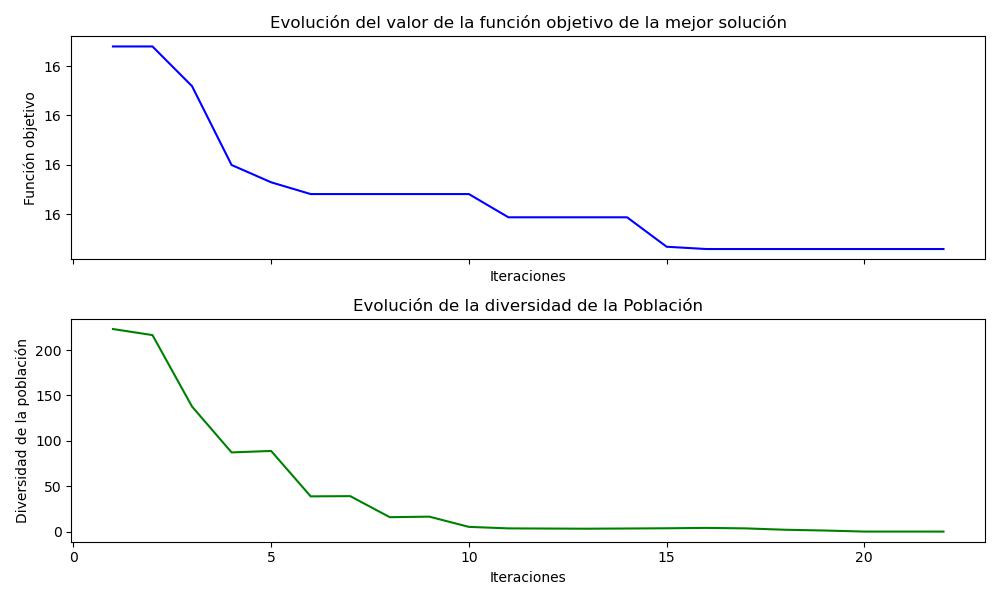 Evolución del valor de la función objetivo de la mejor solución
Función objetivo
16
16
16
16
Iteraciones
Evolución de la diversidad de la Población
Diversidad de la población
200
150
100
50
0
0 5 10 15 20
Iteraciones